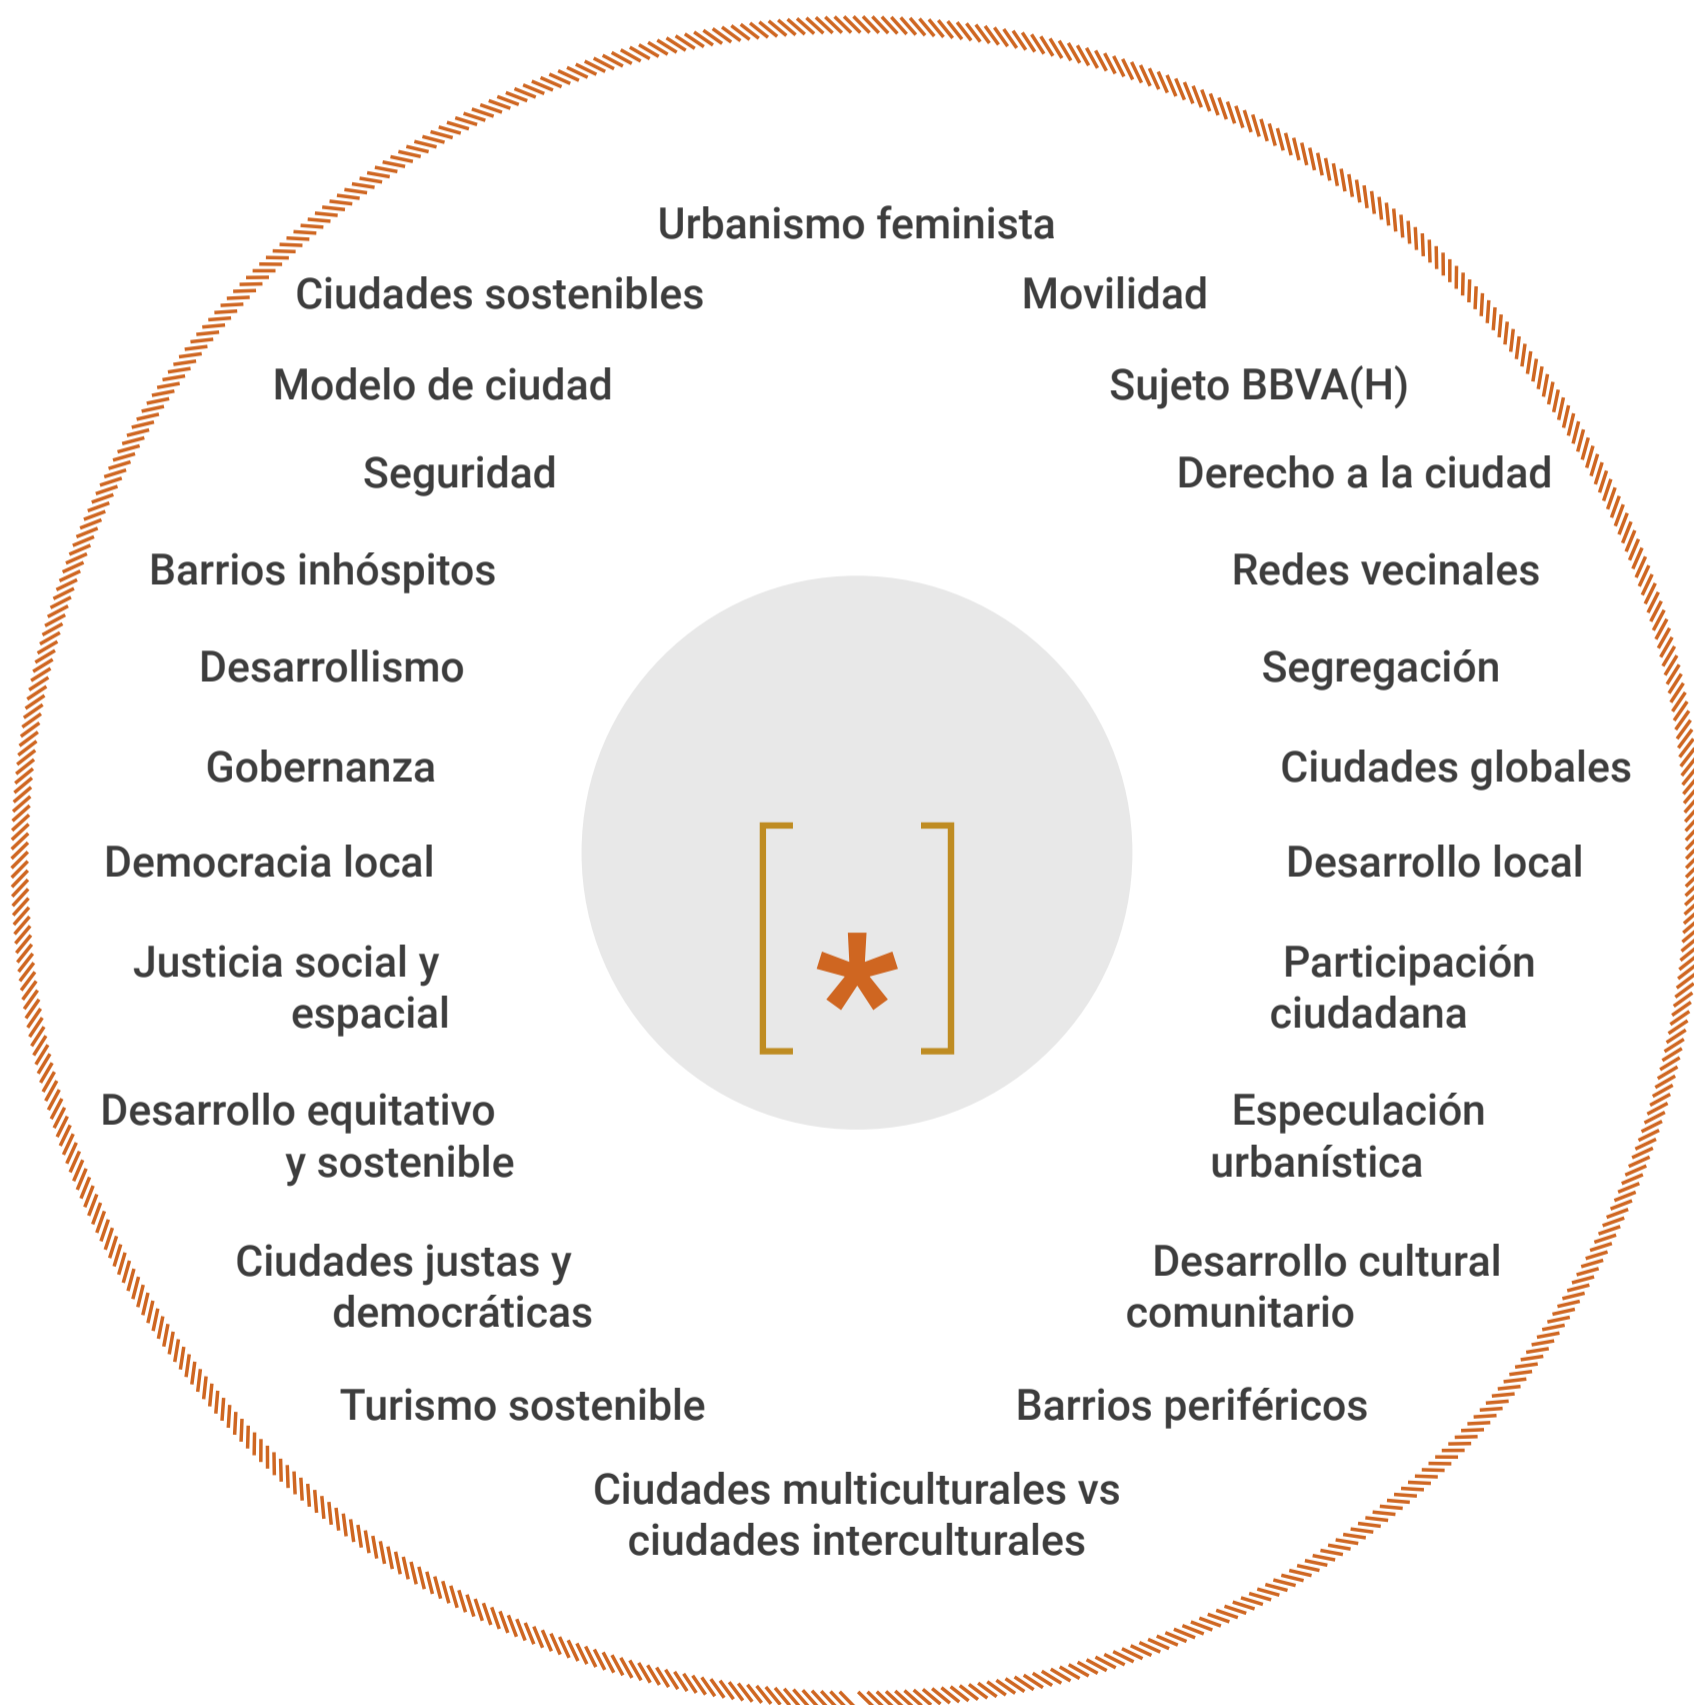 Urbanismo feminista
Ciudades sostenibles
Movilidad
Modelo de ciudad
Sujeto BBVA(H)
Seguridad
Derecho a la ciudad
Barrios inhóspitos
Redes vecinales
Desarrollismo
Segregación
Gobernanza
Ciudades globales
Democracia local
Desarrollo local
Justicia social y
espacial
Participación
ciudadana
Desarrollo equitativo
y sostenible
Especulación
urbanística
Ciudades justas y
democráticas
Desarrollo cultural
comunitario
Turismo sostenible
Barrios periféricos
Ciudades multiculturales vs
ciudades interculturales
[*]